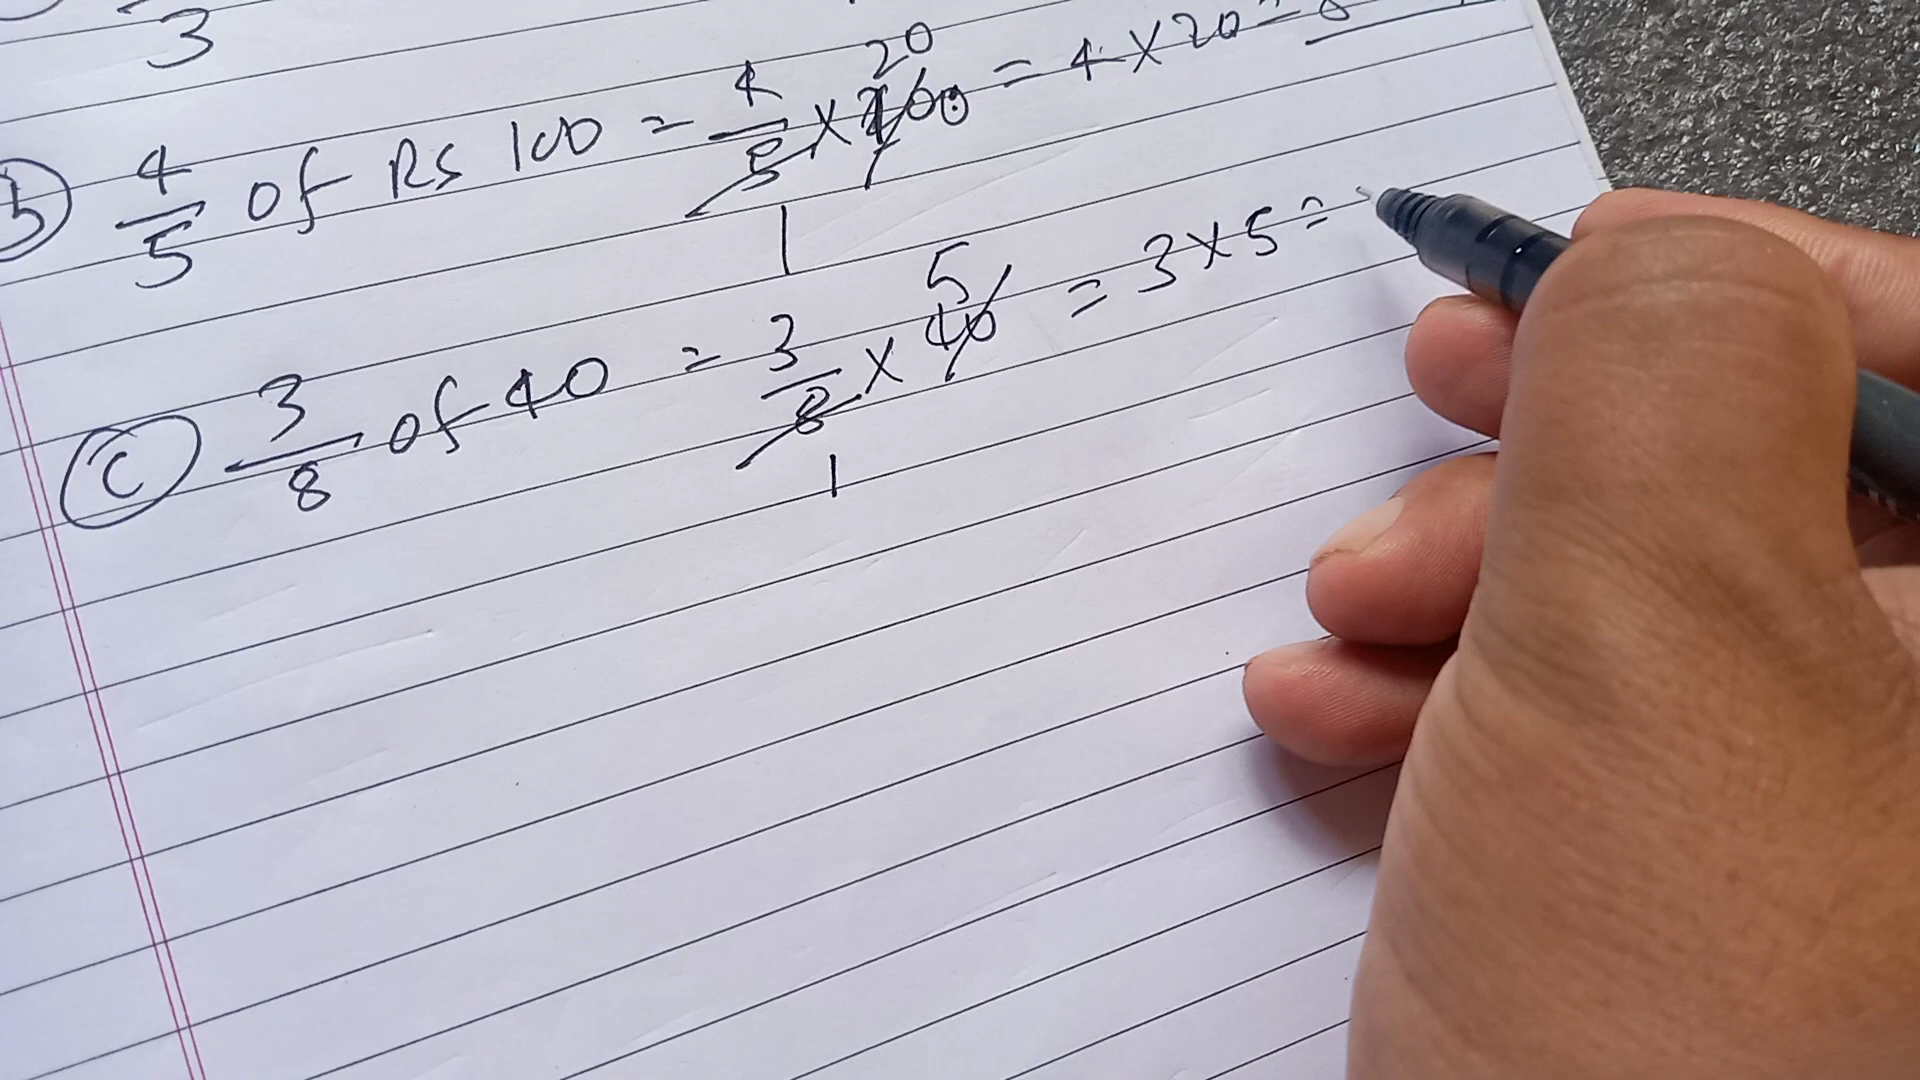 3
b 4/5 of Rs 100 = 4/5 1 × 100 20 = 4 × 20 =
c 3/8 of 40 = 3/8 1 × 40 5 = 3 × 5 =